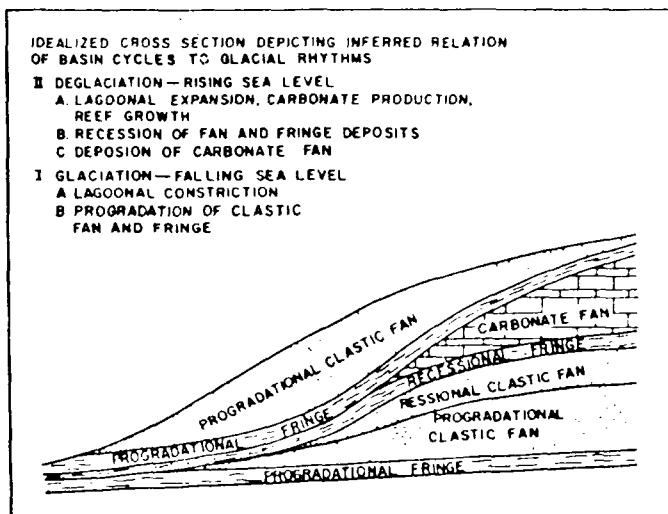 IDEALIZED CROSS SECTION DEPICTING INFERRED RELATION
OF BASIN CYCLES TO GLACIAL RHYTHMS
II DEGLACIATION—RISING SEA LEVEL
A. LAGOONAL EXPANSION, CARBONATE PRODUCTION,
REEF GROWTH
B. RECESSION OF FAN AND FRINGE DEPOSITS
C DEPOSION OF CARBONATE FAN
I GLACIATION—FALLING SEA LEVEL
A LAGOONAL CONSTRICTION
B PROGRADATION OF CLASTIC
FAN AND FRINGE
PROGRADATIONAL CLASTIC FAN
CARBONATE FAN
RECESSIONAL FRINGE
RESSIONAL CLASTIC FAN
PROGRADATIONAL FRINGE
PROGRADATIONAL
CLASTIC FAN
PROGRADATIONAL FRINGE